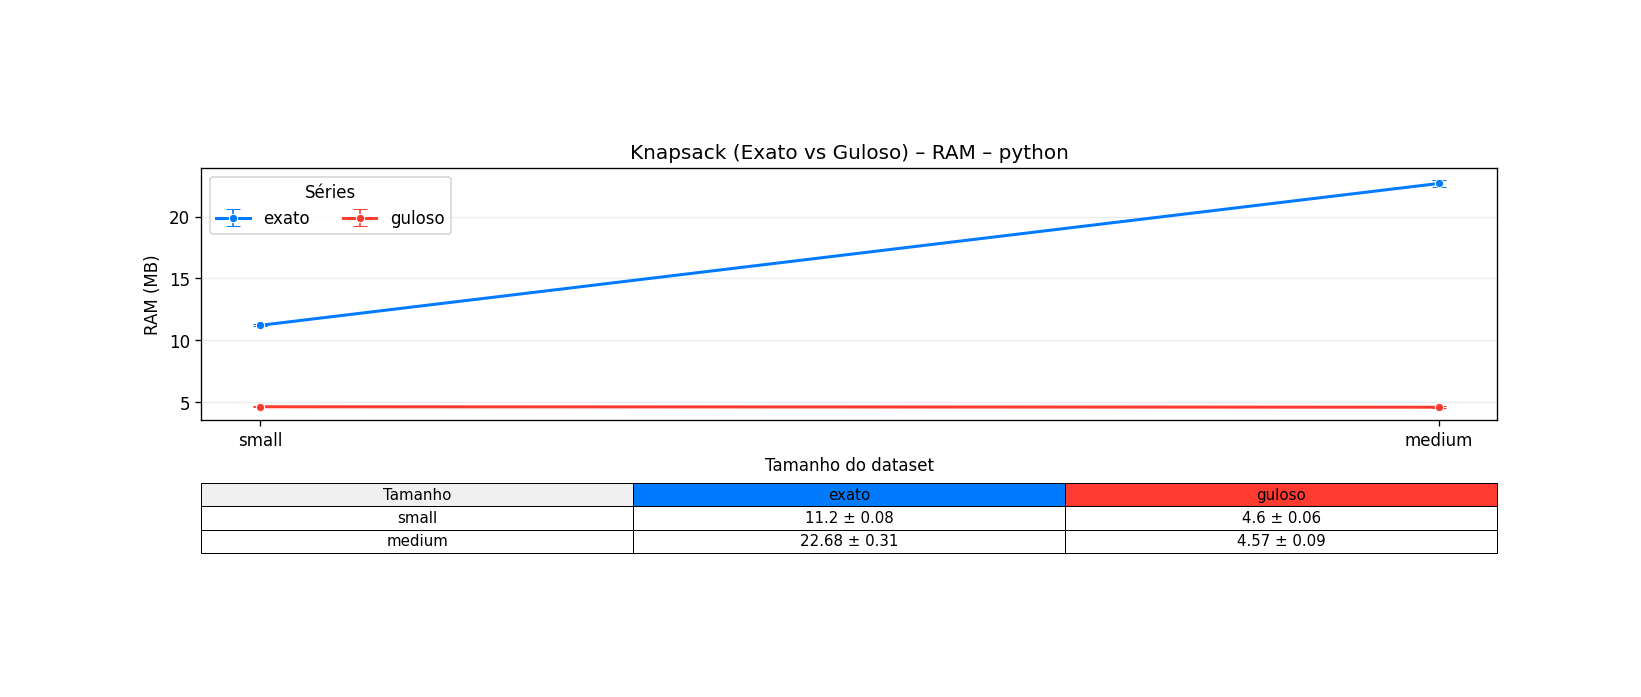 Knapsack (Exato vs Guloso) – RAM – python
Séries
exato guloso
RAM (MB)
20
15
10
5
small medium
Tamanho do dataset
Tamanho exato guloso
small 11.2 ± 0.08 4.6 ± 0.06
medium 22.68 ± 0.31 4.57 ± 0.09